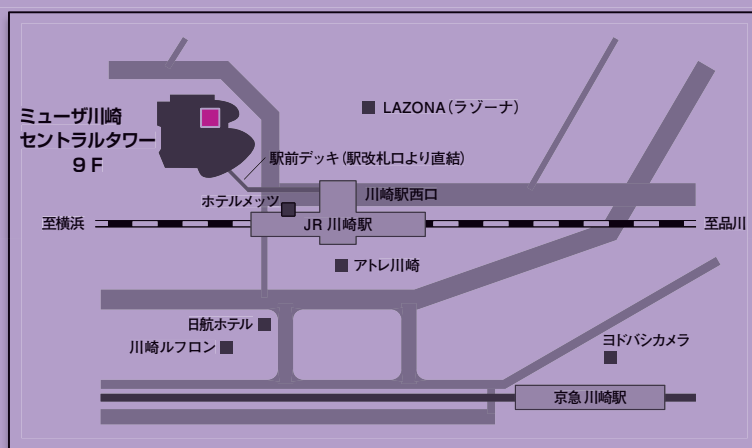 ミューザ川崎
セントラルタワー
9F
LAZONA(ラゾーナ)
駅前デッキ(駅改札口より直結)
川崎駅西口
ホテルメッツ
至横浜
JR 川崎駅
至品川
アトレ川崎
日航ホテル
川崎ルフロン
ヨドバシカメラ
京急川崎駅